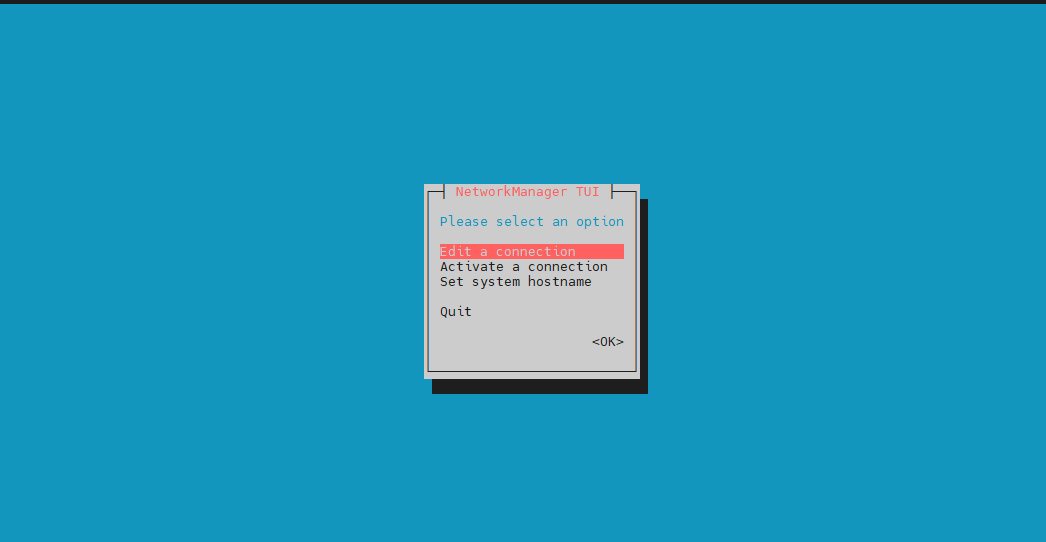 NetworkManager TUI
Please select an option
Edit a connection
Activate a connection
Set system hostname
Quit
<OK>